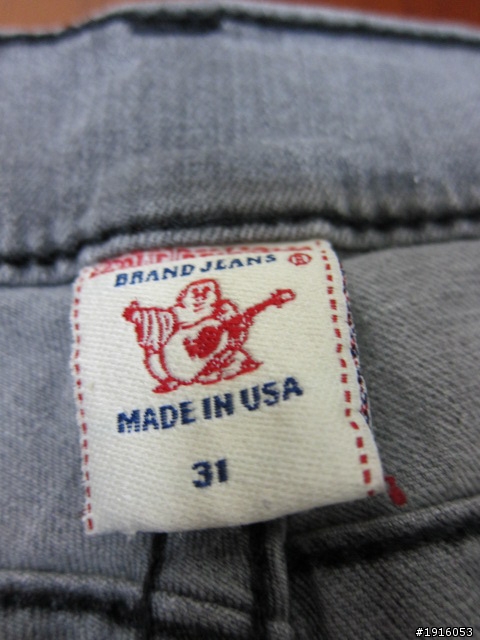 BRAND JEANS ®
MADE IN USA
31
#1916053